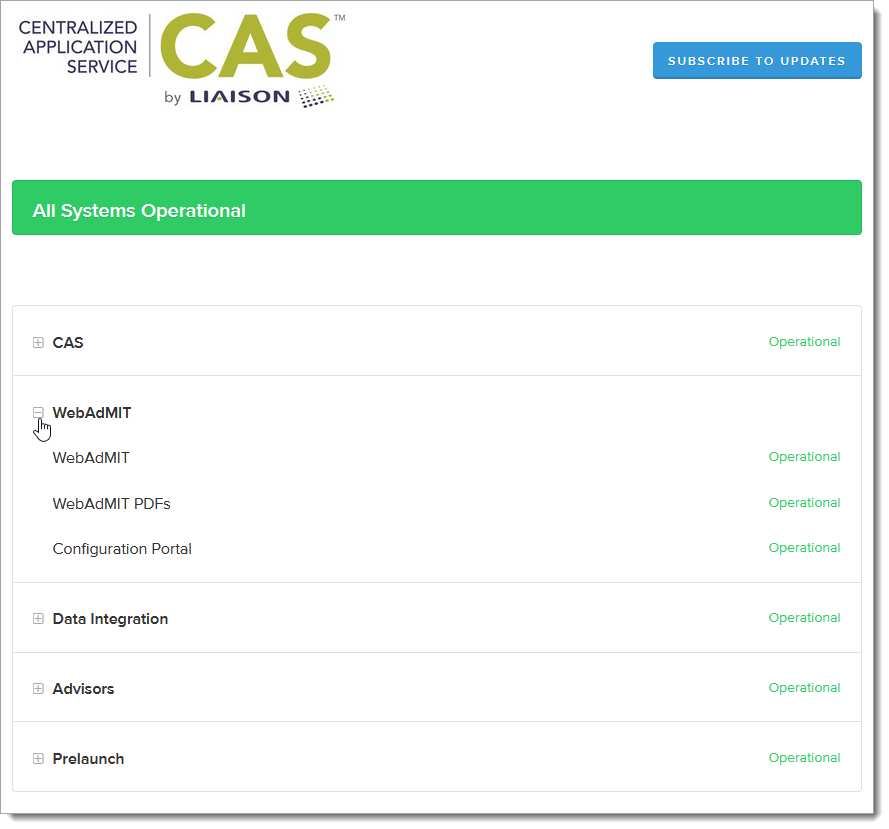 CENTRALIZED
APPLICATION
SERVICE
CAS™
by LIAISON
SUBSCRIBE TO UPDATES
All Systems Operational
CAS Operational
WebAdMIT
WebAdMIT Operational
WebAdMIT PDFs Operational
Configuration Portal Operational
Data Integration Operational
Advisors Operational
Prelaunch Operational